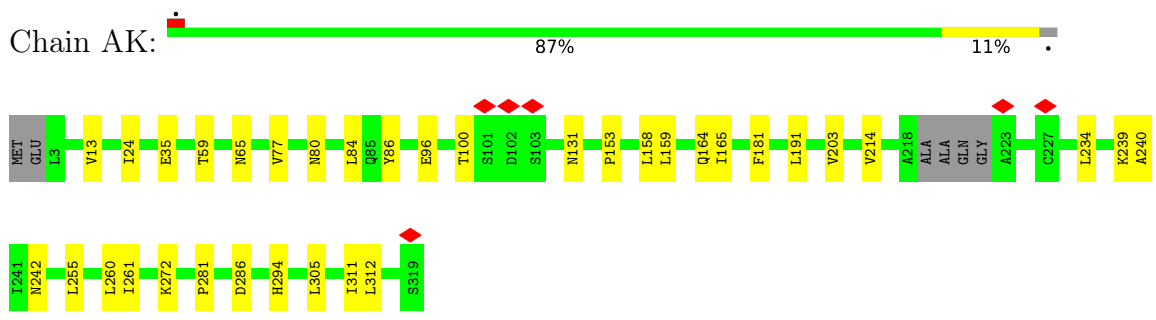 Chain AK:
87% 11%
MET GLU L3 V13 I24 E35 T59 N65 V77 N80 L84 Q85 Y86 E96 T100 S101 D102 S103 N131 P153 L158 L159 Q164 I165 F181 L191 V203 V214 A218 ALA ALA GLN GLY A223 C227 L234 K239 A240
I241 N242 L255 L260 I261 K272 P281 D286 H294 L305 I311 L312 S319